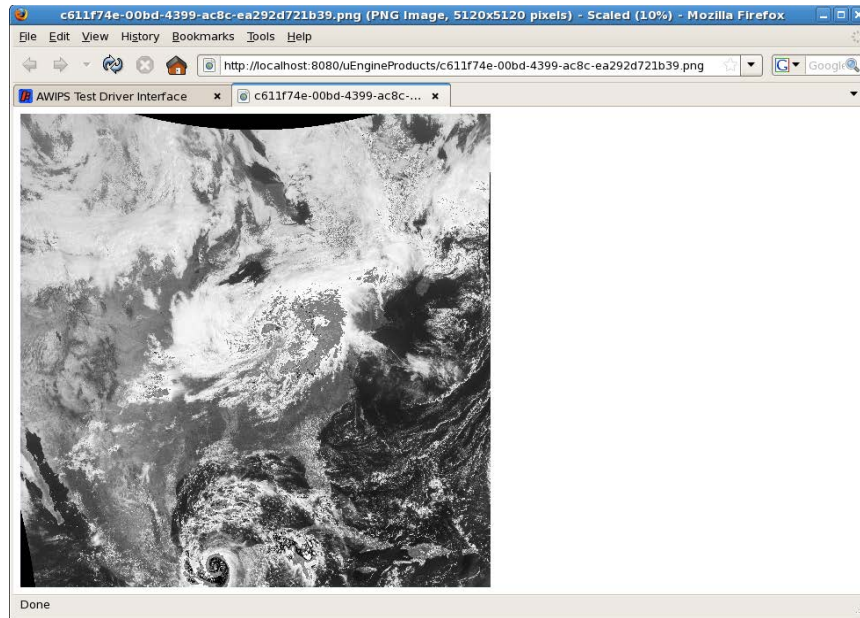 c611f74e-00bd-4399-ac8c-ea292d721b39.png (PNG Image, 5120x5120 pixels) - Scaled (10%) - Mozilla Firefox
File Edit View History Bookmarks Tools Help
http://localhost:8080/uEngineProducts/c611f74e-00bd-4399-ac8c-ea292d721b39.png G Google
AWIPS Test Driver Interface c611f74e-00bd-4399-ac8c-...
Done